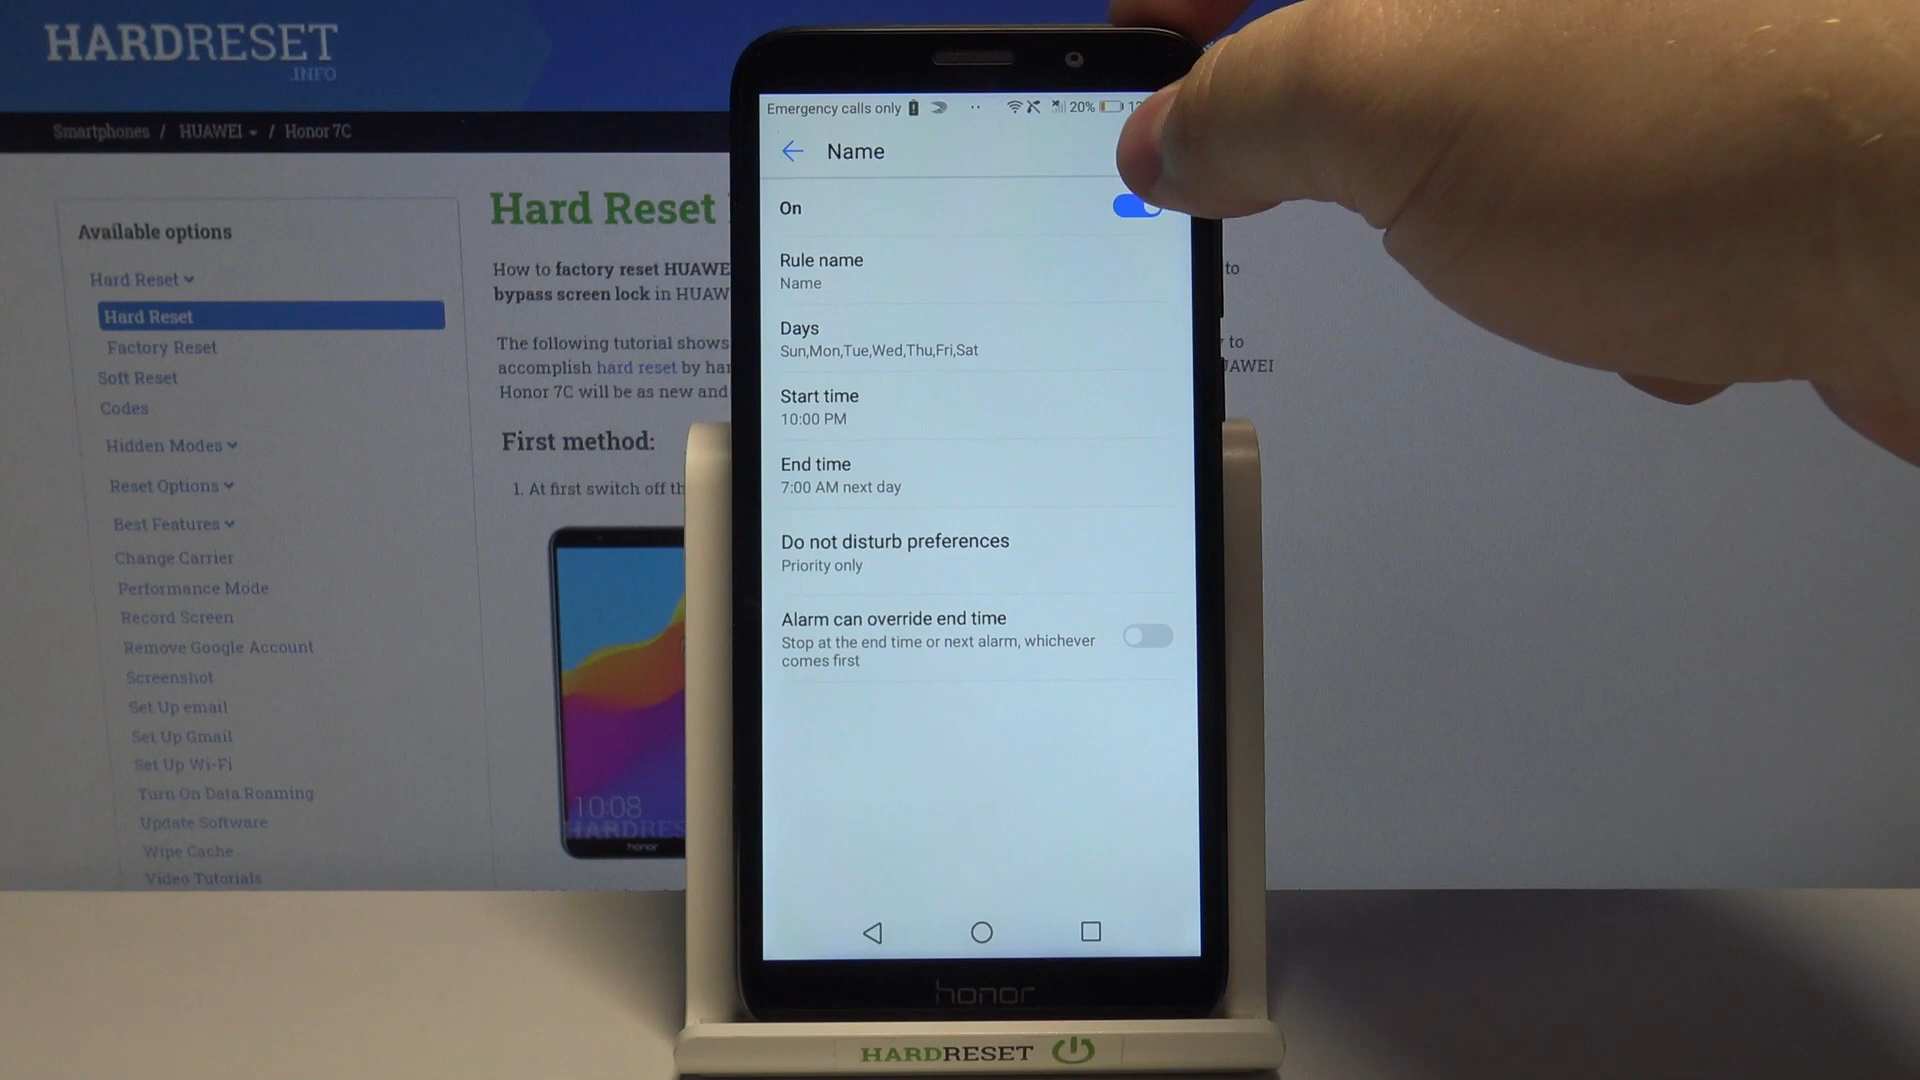 HARDRESET
.INFO
Smartphones / HUAWEI / Honor 7C
Available options
Hard Reset
Hard Reset
Factory Reset
Soft Reset
Codes
Hidden Modes
Reset Options
Best Features
Change Carrier
Performance Mode
Record Screen
Remove Google Account
Screenshot
Set Up email
Set Up Gmail
Set Up Wi-Fi
Turn On Data Roaming
Update Software
Wipe Cache
Video Tutorials
Hard Reset
How to factory reset HUAWE
to
bypass screen lock in HUAW
The following tutorial shows
to
accomplish hard reset by har
AWEI
Honor 7C will be as new and
First method:
1. At first switch off th
10:08
HARDRES
honor
Emergency calls only
20%
Name
On
Rule name
Name
Days
Sun,Mon,Tue,Wed,Thu,Fri,Sat
Start time
10:00 PM
End time
7:00 AM next day
Do not disturb preferences
Priority only
Alarm can override end time
Stop at the end time or next alarm, whichever
comes first
honor
HARDRESET